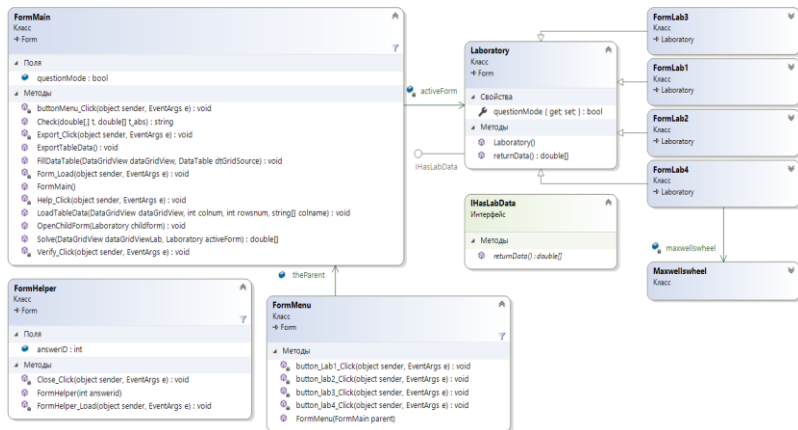 FormMain
Класс
Form
Поля
questionMode : bool
Методы
buttonMenu_Click(object sender, EventArgs e) : void
Check(double[,] t, double[] t_abs) : string
Export_Click(object sender, EventArgs e) : void
ExportTableData() : void
FillDataTable(DataGridView dataGridView, DataTable dtGridSource) : void
Form_Load(object sender, EventArgs e) : void
FormMain()
Help_Click(object sender, EventArgs e) : void
LoadTableData(DataGridView dataGridView, int colnum, int rowsnum, string[] colname) : void
OpenChildForm(Laboratory childform) : void
Solve(DataGridView dataGridViewLab, Laboratory activeForm) : double[]
Verify_Click(object sender, EventArgs e) : void
activeForm
Laboratory
Класс
Form
Свойства
questionMode { get; set; } : bool
Методы
Laboratory()
returnData() : double[]
IHasLabData
FormLab3
Класс
Laboratory
FormLab1
Класс
Laboratory
FormLab2
Класс
Laboratory
FormLab4
Класс
Laboratory
IHasLabData
Интерфейс
Методы
returnData() : double[]
maxwellswheel
Maxwellswheel
Класс
theParent
FormHelper
Класс
Form
Поля
answerID : int
Методы
Close_Click(object sender, EventArgs e) : void
FormHelper(int answerid)
FormHelper_Load(object sender, EventArgs e) : void
FormMenu
Класс
Form
Методы
button_Lab1_Click(object sender, EventArgs e) : void
button_lab2_Click(object sender, EventArgs e) : void
button_lab3_Click(object sender, EventArgs e) : void
button_lab4_Click(object sender, EventArgs e) : void
FormMenu(FormMain parent)